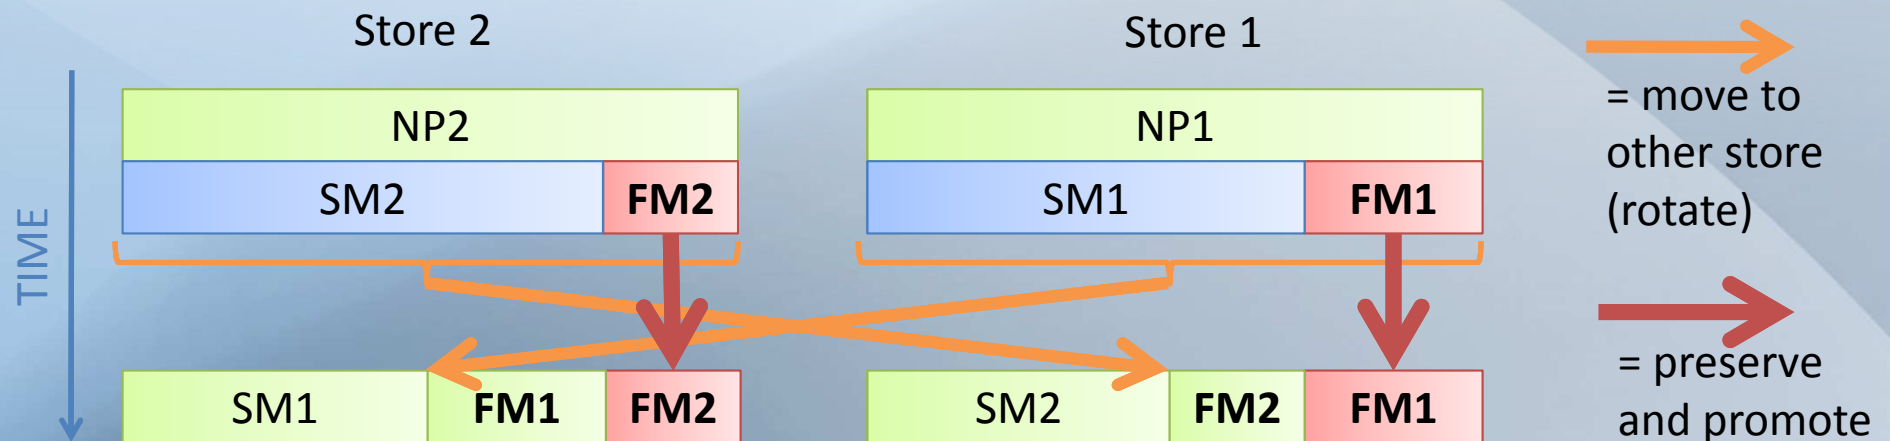 Store 2
Store 1
TIME
NP2
NP1
SM2
FM2
SM1
FM1
SM1
FM1
FM2
SM2
FM2
FM1
= move to
other store
(rotate)
= preserve
and promote